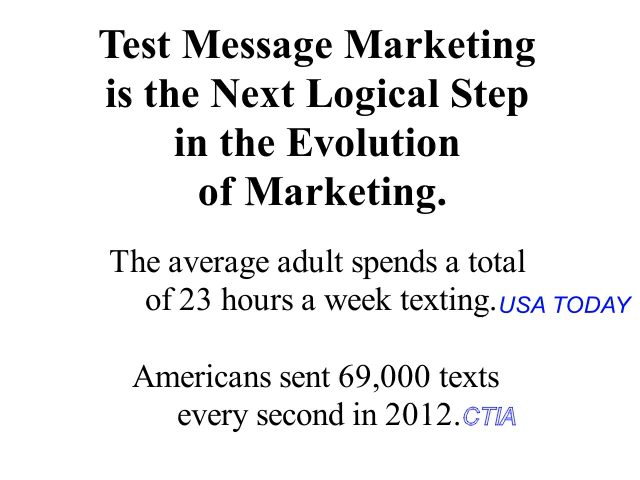 Test Message Marketing
is the Next Logical Step
in the Evolution
of Marketing.
The average adult spends a total
of 23 hours a week texting. USA TODAY
Americans sent 69,000 texts
every second in 2012. CTIA